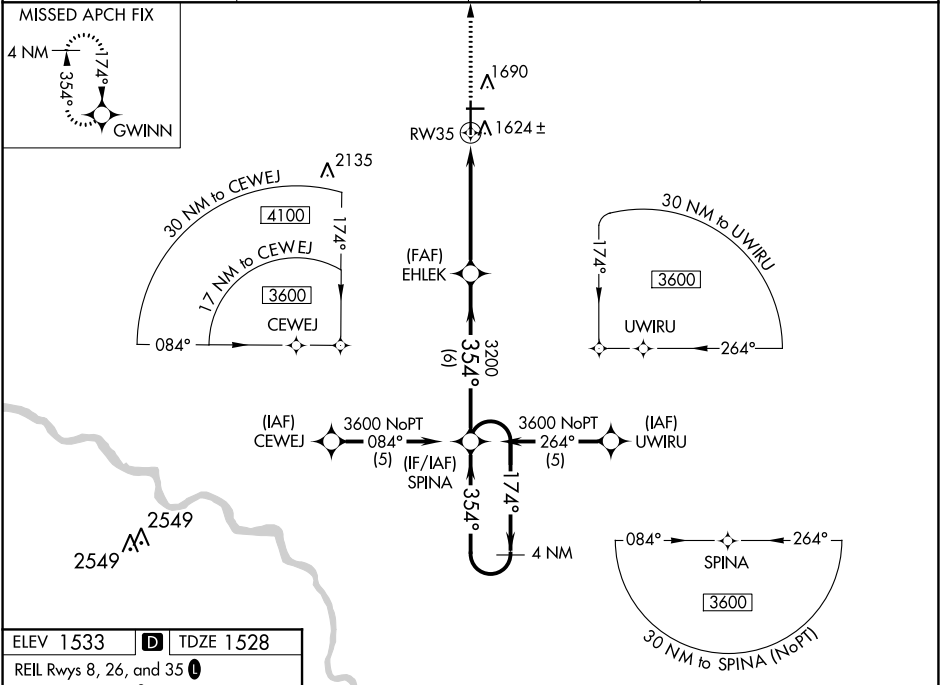 MISSED APCH FIX
4 NM
354°
174°
GWINN
1690
RW35
1624 ±
2135
30 NM to CEWEJ
4100
174°
17 NM to CEWEJ
3600
CEWEJ
084°
(FAF)
EHLEK
30 NM to UWIRU
174°
3600
UWIRU
264°
3200
354°
(6)
(IAF)
CEWEJ
3600 NoPT
084°
(5)
(IF/IAF)
SPINA
3600 NoPT
264°
(5)
(IAF)
UWIRU
354°
174°
4 NM
2549
2549
084°
264°
SPINA
3600
30 NM to SPINA (NoPT)
ELEV 1533
D
TDZE 1528
REIL Rwys 8, 26, and 35 L